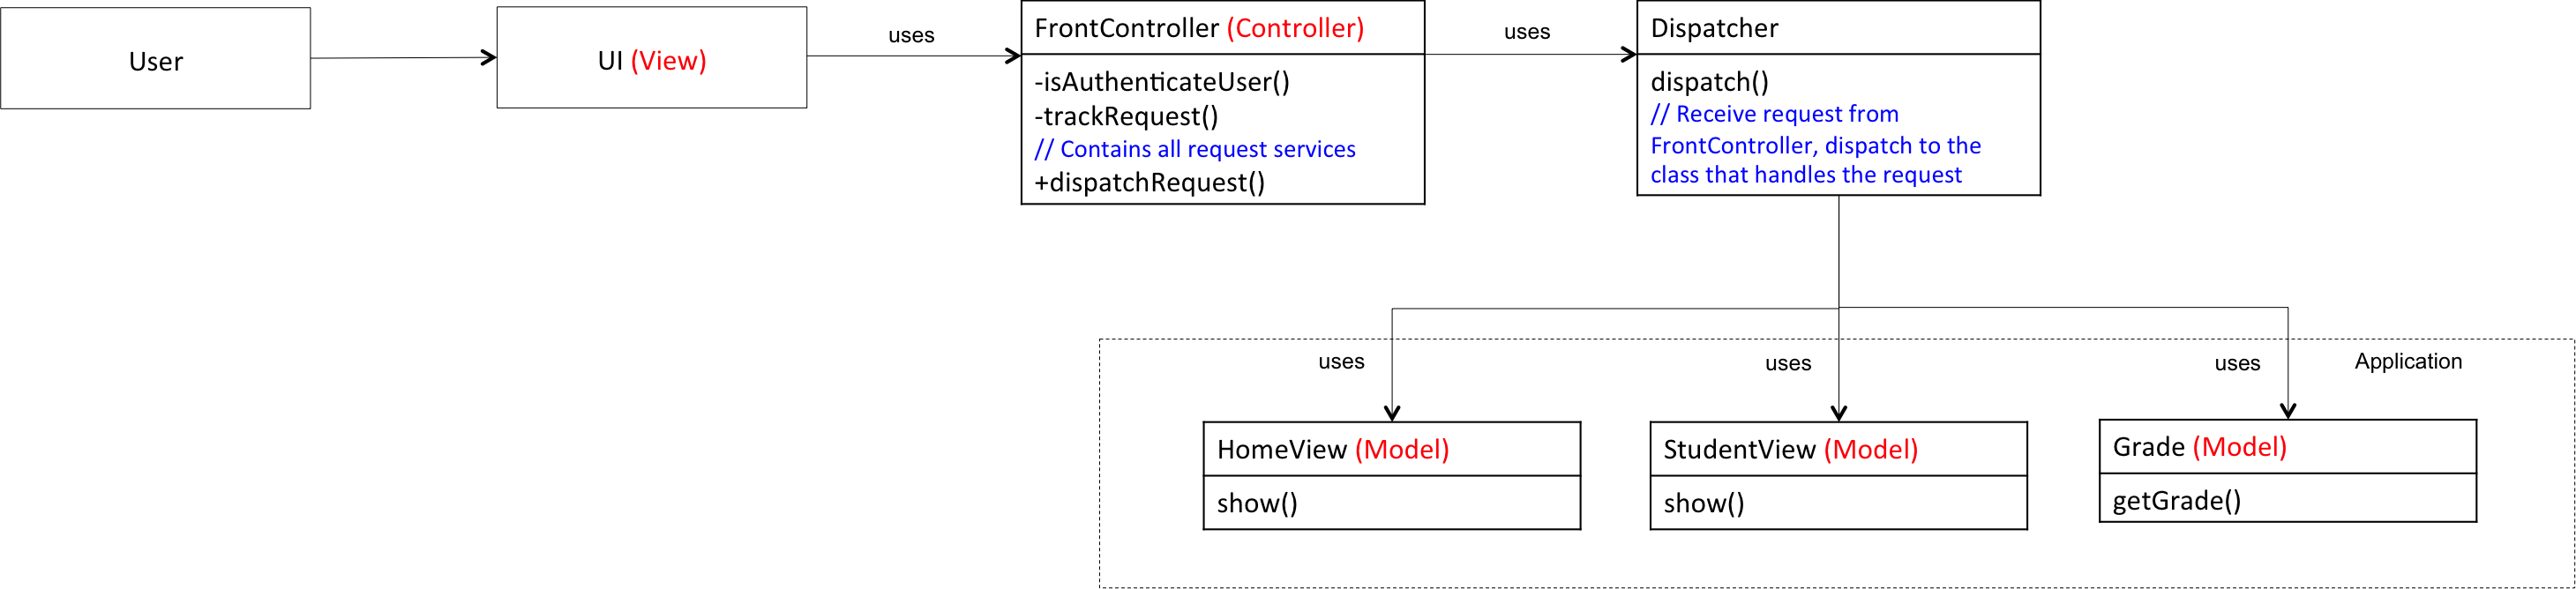 User
UI (View)
uses
FrontController (Controller)
-isAuthenticateUser()
-trackRequest()
// Contains all request services
+dispatchRequest()
uses
Dispatcher
dispatch()
// Receive request from
FrontController, dispatch to the
class that handles the request
uses
uses
uses
Application
HomeView (Model)
show()
StudentView (Model)
show()
Grade (Model)
getGrade()